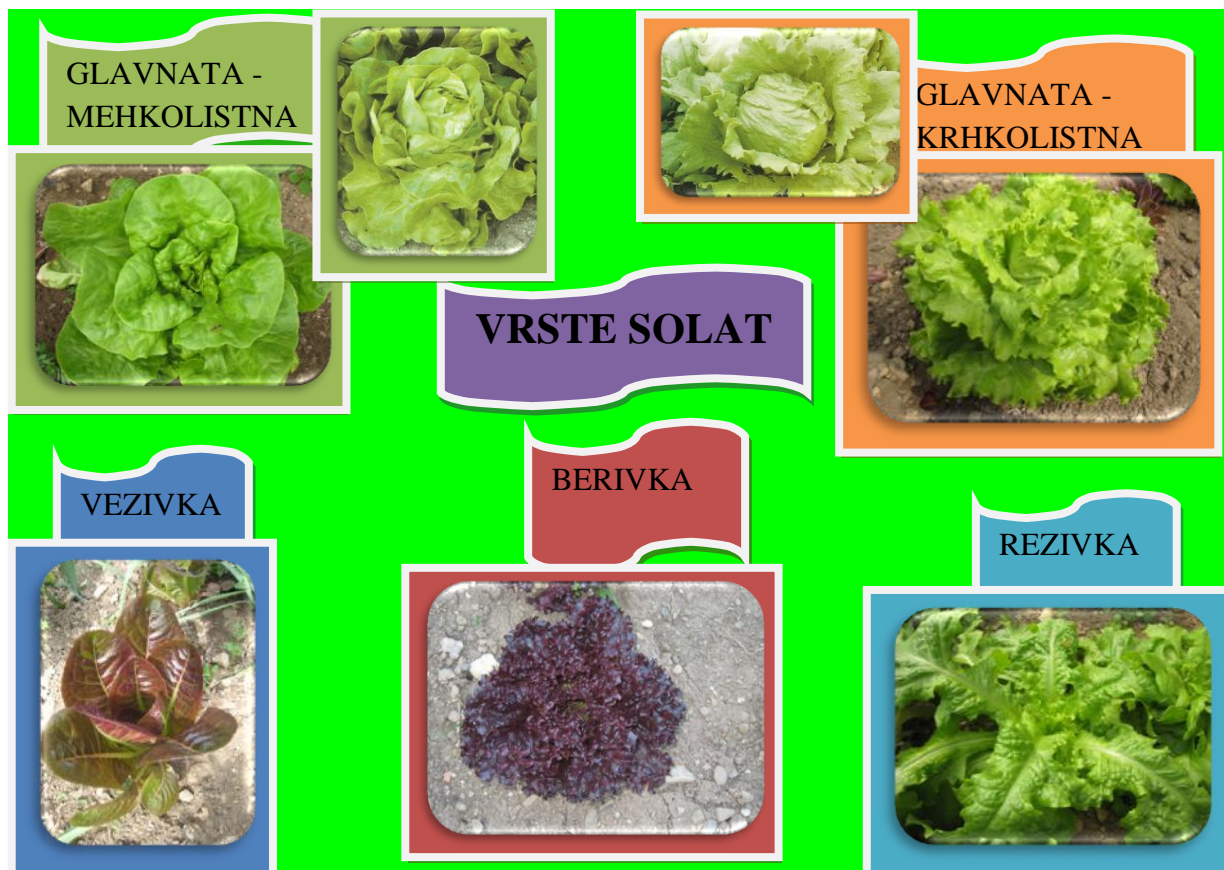 GLAVNATA -
MEHKOLISTNA
GLAVNATA -
KRHKOLISTNA
VRSTE SOLAT
VEZIVKA
BERIVKA
REZIVKA